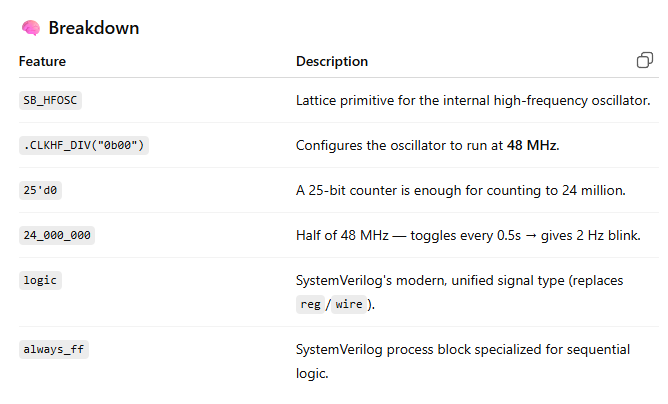 Breakdown
Feature Description
SB_HFOSC Lattice primitive for the internal high-frequency oscillator.
.CLKHF_DIV("0b00") Configures the oscillator to run at 48 MHz.
25'd0 A 25-bit counter is enough for counting to 24 million.
24_000_000 Half of 48 MHz — toggles every 0.5s → gives 2 Hz blink.
logic SystemVerilog's modern, unified signal type (replaces
reg/wire).
always_ff SystemVerilog process block specialized for sequential
logic.